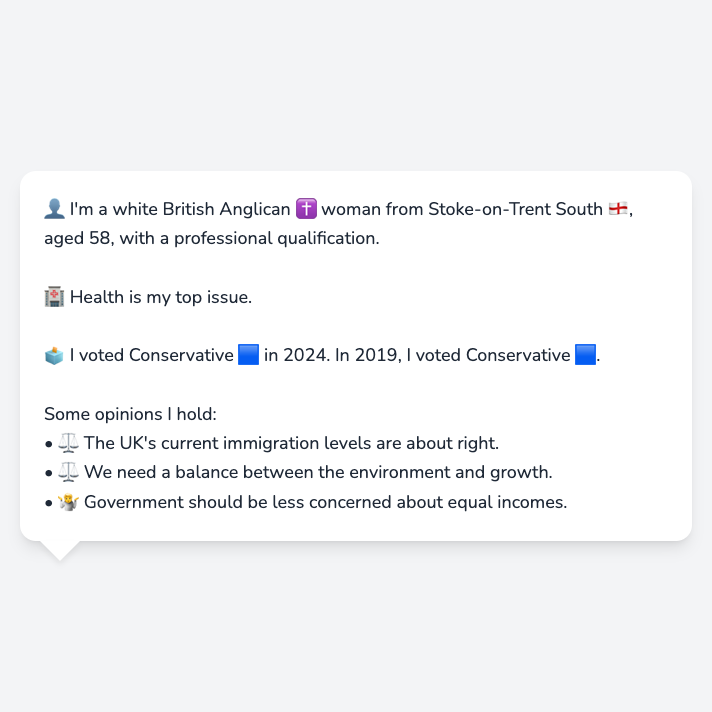 👤 I'm a white British Anglican ✝️ woman from Stoke-on-Trent South 🏴󠁧󠁢󠁥󠁮󠁧󠁿,
aged 58, with a professional qualification.
🏥 Health is my top issue.
🗳️ I voted Conservative 🟦 in 2024. In 2019, I voted Conservative 🟦.
Some opinions I hold:
• ⚖️ The UK's current immigration levels are about right.
• ⚖️ We need a balance between the environment and growth.
• 🤷 Government should be less concerned about equal incomes.